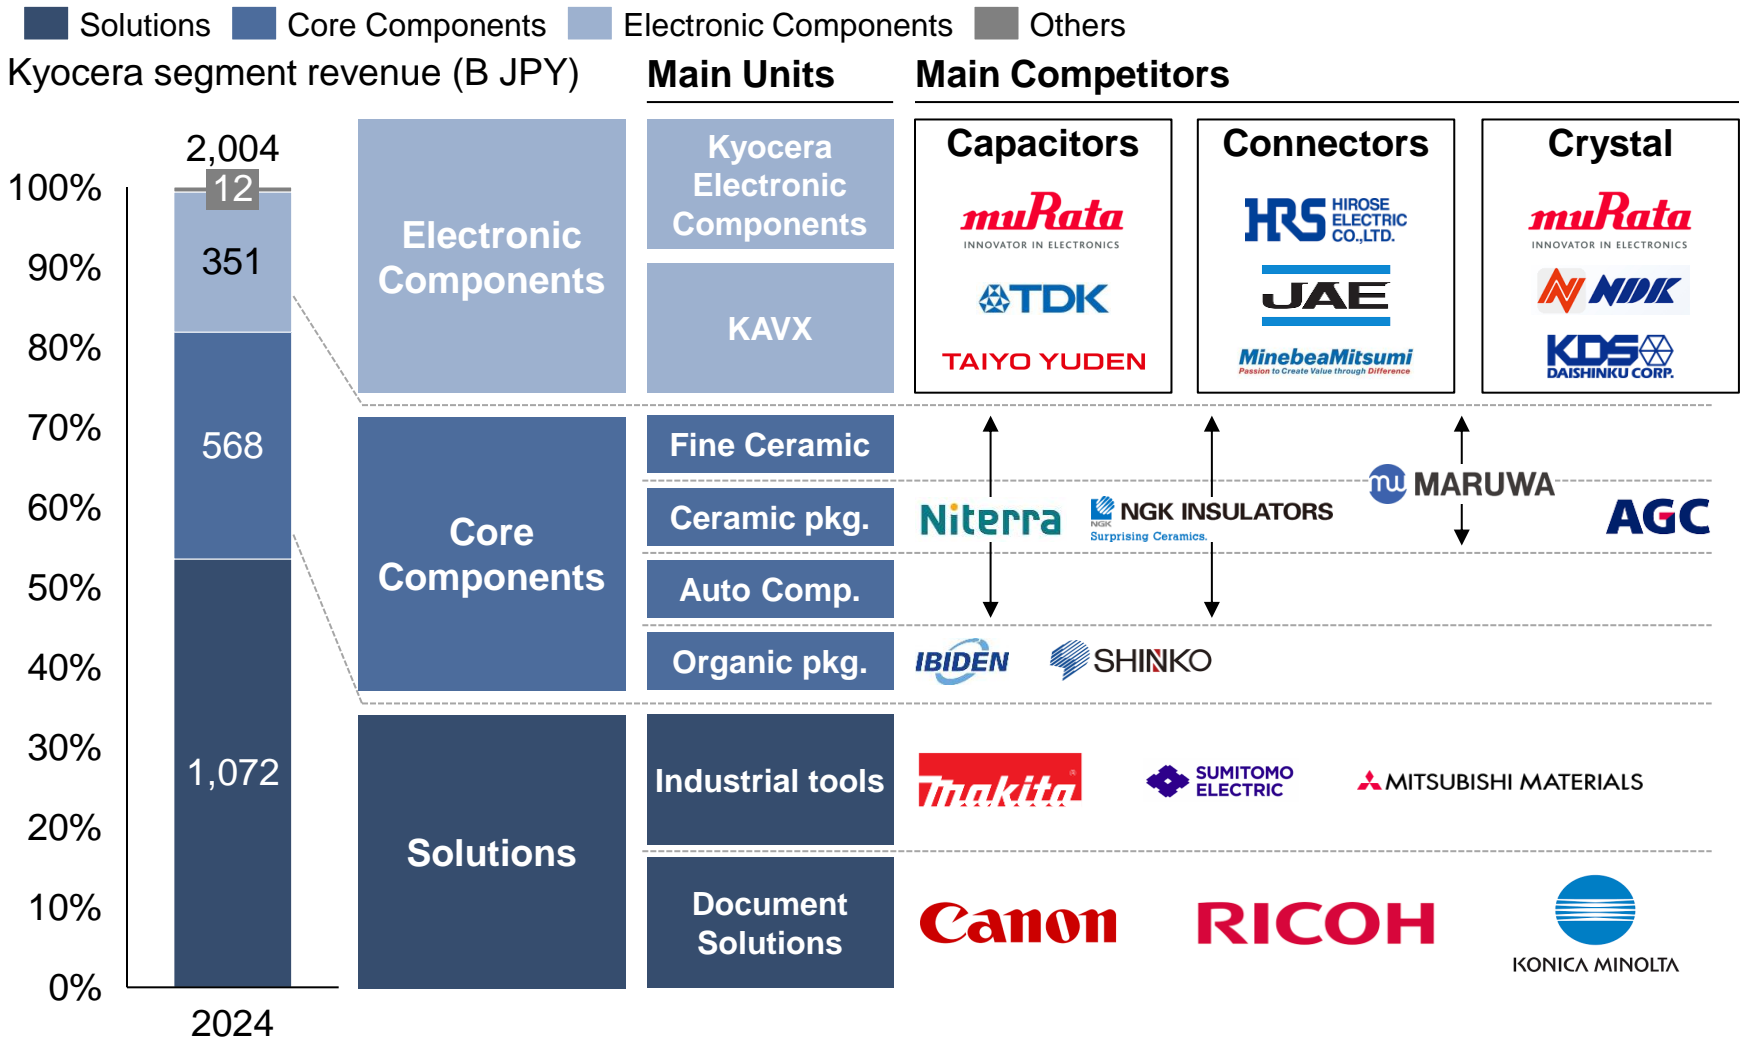 Solutions
Core Components
Electronic Components
Others
Kyocera segment revenue (B JPY)
Main Units
Main Competitors
2,004
12
351
568
1,072
100%
90%
80%
70%
60%
50%
40%
30%
20%
10%
0%
2024
Electronic
Components
Kyocera
Electronic
Components
KAVX
Capacitors
muRata
INNOVATOR IN ELECTRONICS
TDK
TAIYO YUDEN
Connectors
HRS HIROSE
ELECTRIC
CO.,LTD.
JAE
MinebeaMitsumi
Passion to Create Value through Difference
Crystal
muRata
INNOVATOR IN ELECTRONICS
NDK
KDS
DAISHINKU CORP.
Core
Components
Fine Ceramic
Ceramic pkg.
Auto Comp.
Organic pkg.
Niterra
NGK
NGK INSULATORS
Surprising Ceramics.
mw MARUWA
AGC
IBIDEN
SHINKO
Solutions
Industrial tools
makita
SUMITOMO
ELECTRIC
MITSUBISHI MATERIALS
Document
Solutions
Canon
RICOH
KONICA MINOLTA